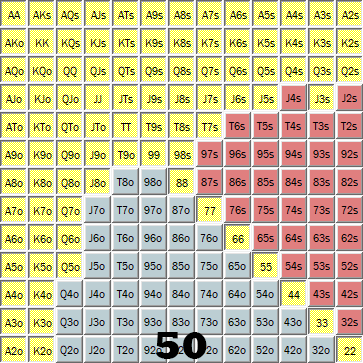 AA AKs AQs AJs ATs A9s A8s A7s A6s A5s A4s A3s A2s
AKo KK KQs KJs KTs K9s K8s K7s K6s K5s K4s K3s K2s
AQo KQo QQ QJs QTs Q9s Q8s Q7s Q6s Q5s Q4s Q3s Q2s
AJo KJo QJo JJ JTs J9s J8s J7s J6s J5s J4s J3s J2s
ATo KTo QTo JTo TT T9s T8s T7s T6s T5s T4s T3s T2s
A9o K9o Q9o J9o T9o 99 98s 97s 96s 95s 94s 93s 92s
A8o K8o Q8o J8o T8o 98o 88 87s 86s 85s 84s 83s 82s
A7o K7o Q7o J7o T7o 97o 87o 77 76s 75s 74s 73s 72s
A6o K6o Q6o J6o T6o 96o 86o 76o 66 65s 64s 63s 62s
A5o K5o Q5o J5o T5o 95o 85o 75o 65o 55 54s 53s 52s
A4o K4o Q4o J4o T4o 94o 84o 74o 64o 54o 44 43s 42s
A3o K3o Q3o J3o T3o 93o 83o 73o 63o 53o 43o 33 32s
A2o K2o Q2o J2o T2o 62o 52o 42o 32o 22
50